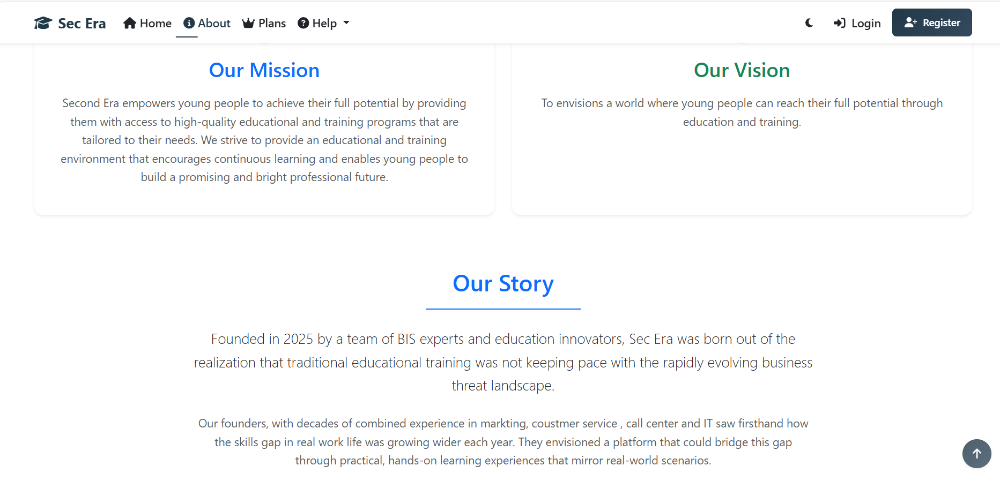 Sec Era Home About Plans Help Login Register
Our Mission
Second Era empowers young people to achieve their full potential by providing
them with access to high-quality educational and training programs that are
tailored to their needs. We strive to provide an educational and training
environment that encourages continuous learning and enables young people to
build a promising and bright professional future.
Our Vision
To envisions a world where young people can reach their full potential through
education and training.
Our Story
Founded in 2025 by a team of BIS experts and education innovators, Sec Era was born out of the
realization that traditional educational training was not keeping pace with the rapidly evolving business
threat landscape.
Our founders, with decades of combined experience in markting, coustmer service , call center and IT saw firsthand how
the skills gap in real work life was growing wider each year. They envisioned a platform that could bridge this gap
through practical, hands-on learning experiences that mirror real-world scenarios.